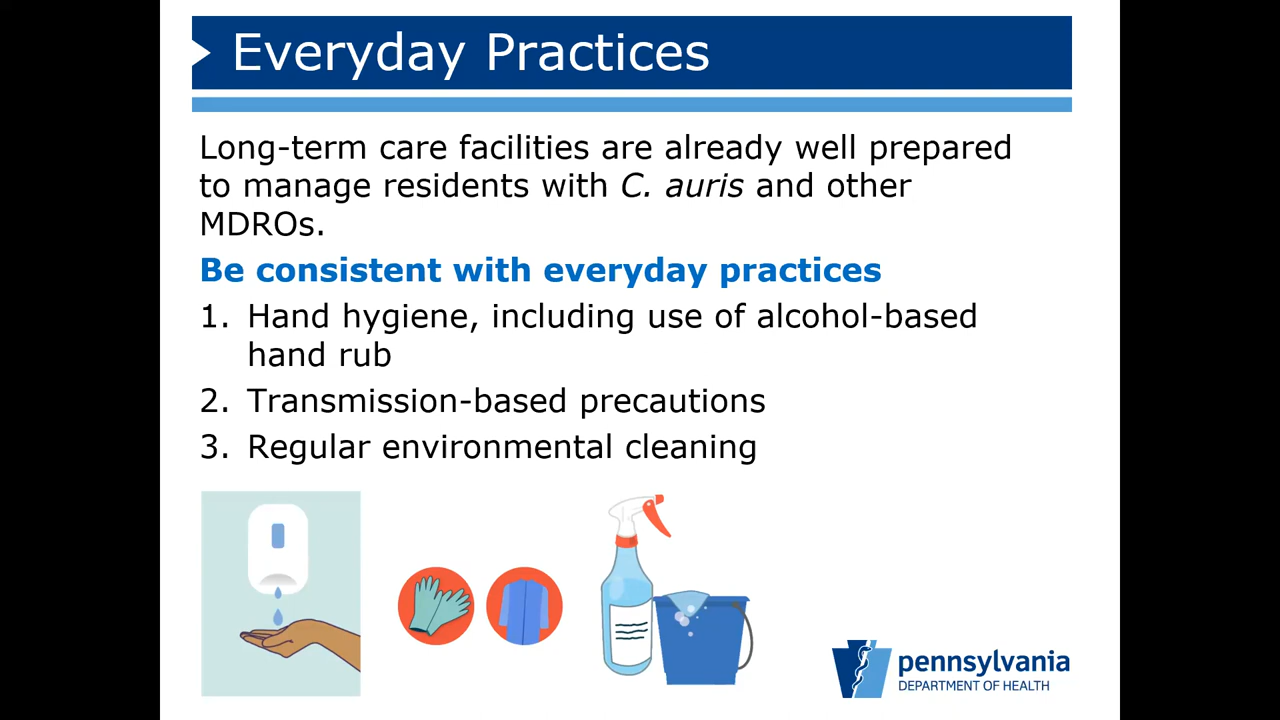 Everyday Practices
Long-term care facilities are already well prepared
to manage residents with C. auris and other
MDROs.
Be consistent with everyday practices
1. Hand hygiene, including use of alcohol-based
hand rub
2. Transmission-based precautions
3. Regular environmental cleaning
pennsylvania
DEPARTMENT OF HEALTH